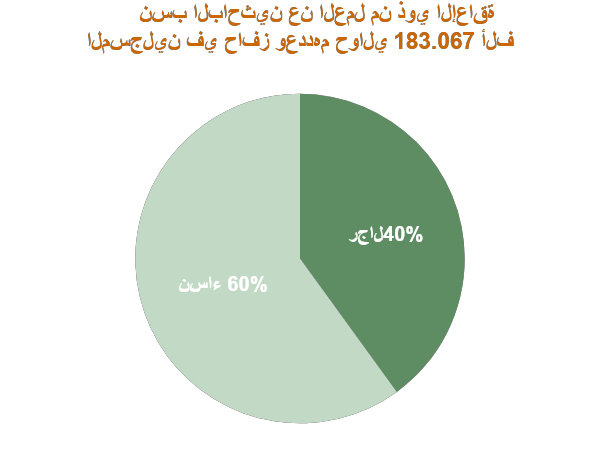 نسب الباحثين عن العمل من ذوي الإعاقة
المسجلين في حافز وعددهم حوالي 183.067 ألف
رجال40%
نساء 60%